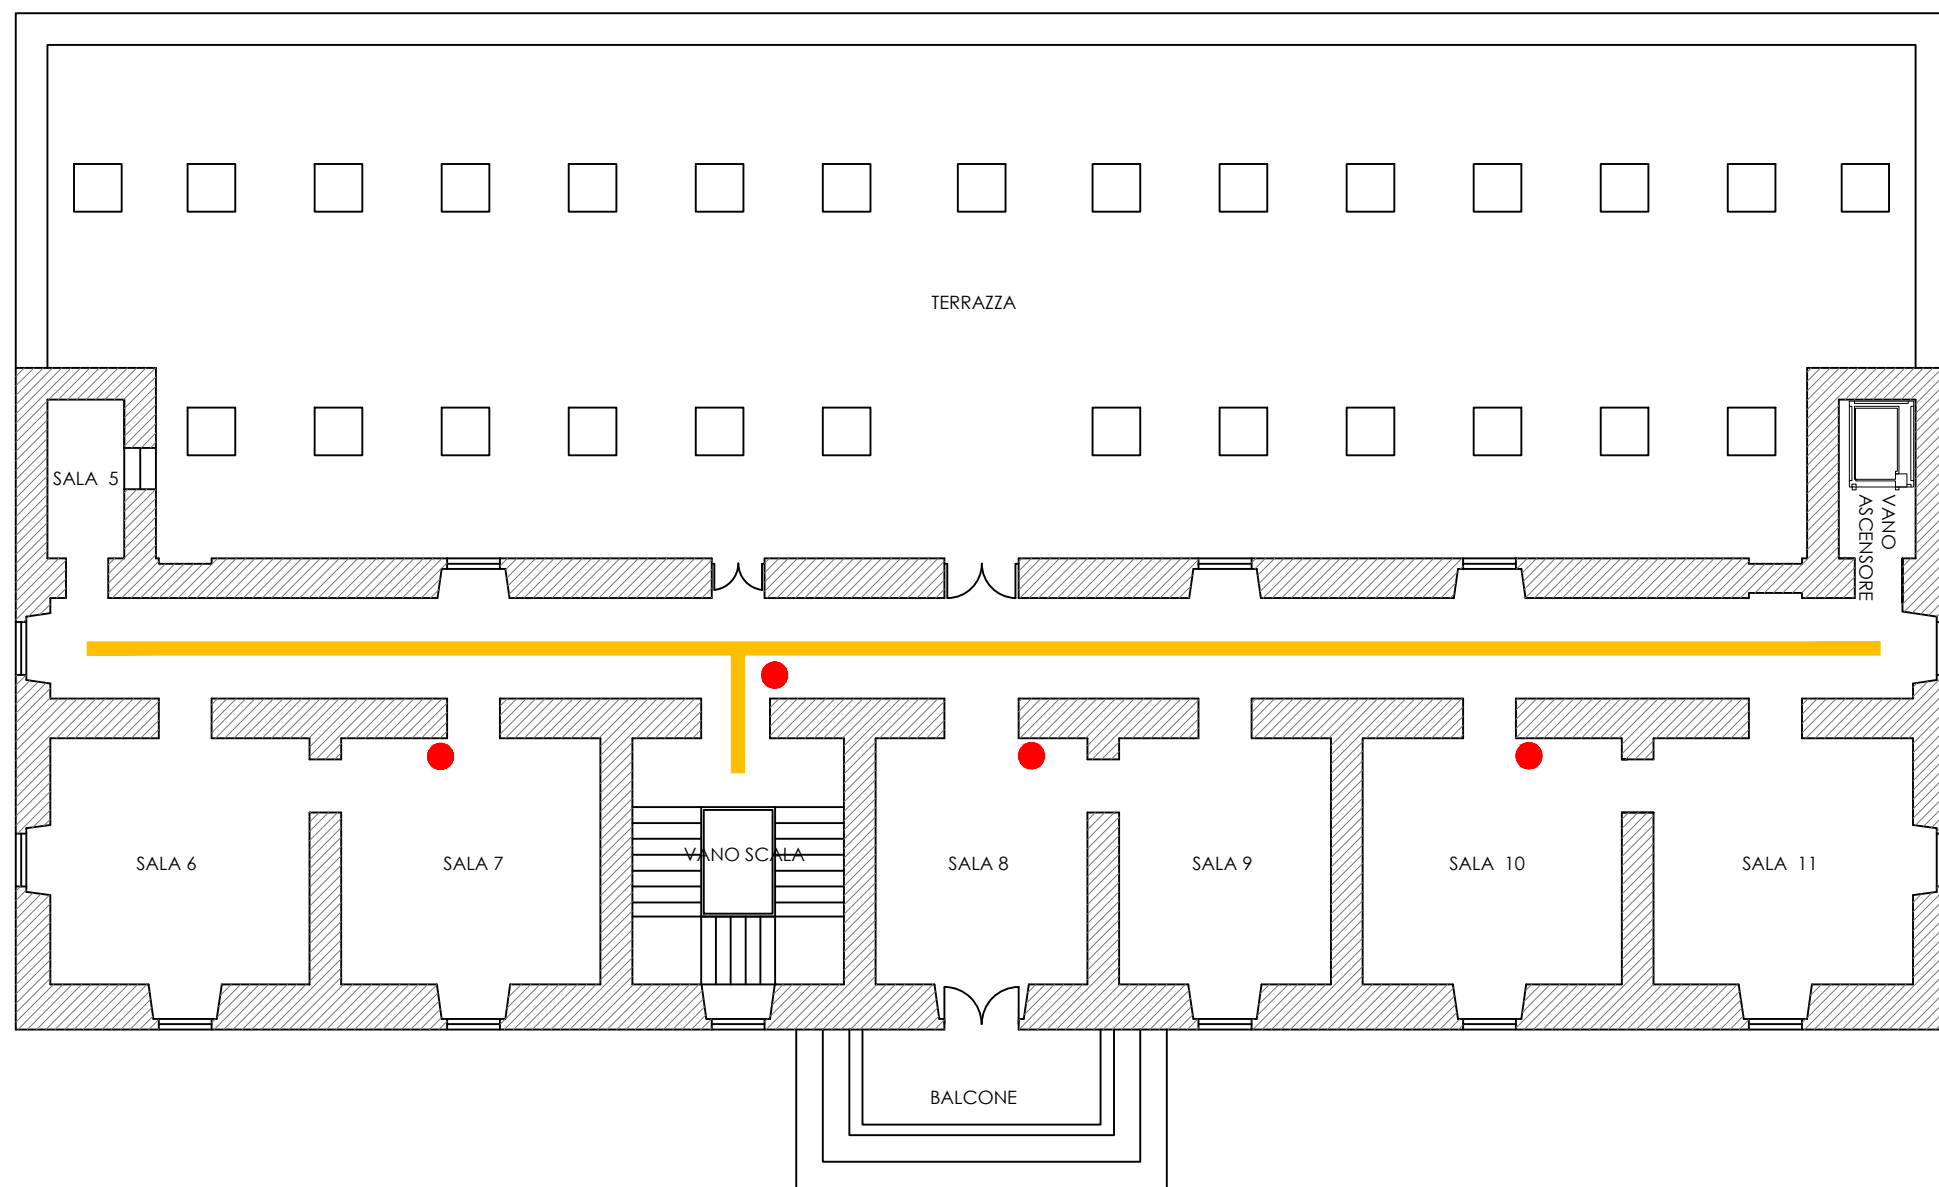 TERRAZZA
SALA 5
VANO
ASCENSORE
SALA 6
SALA 7
VANO SCALA
SALA 8
SALA 9
SALA 10
SALA 11
BALCONE